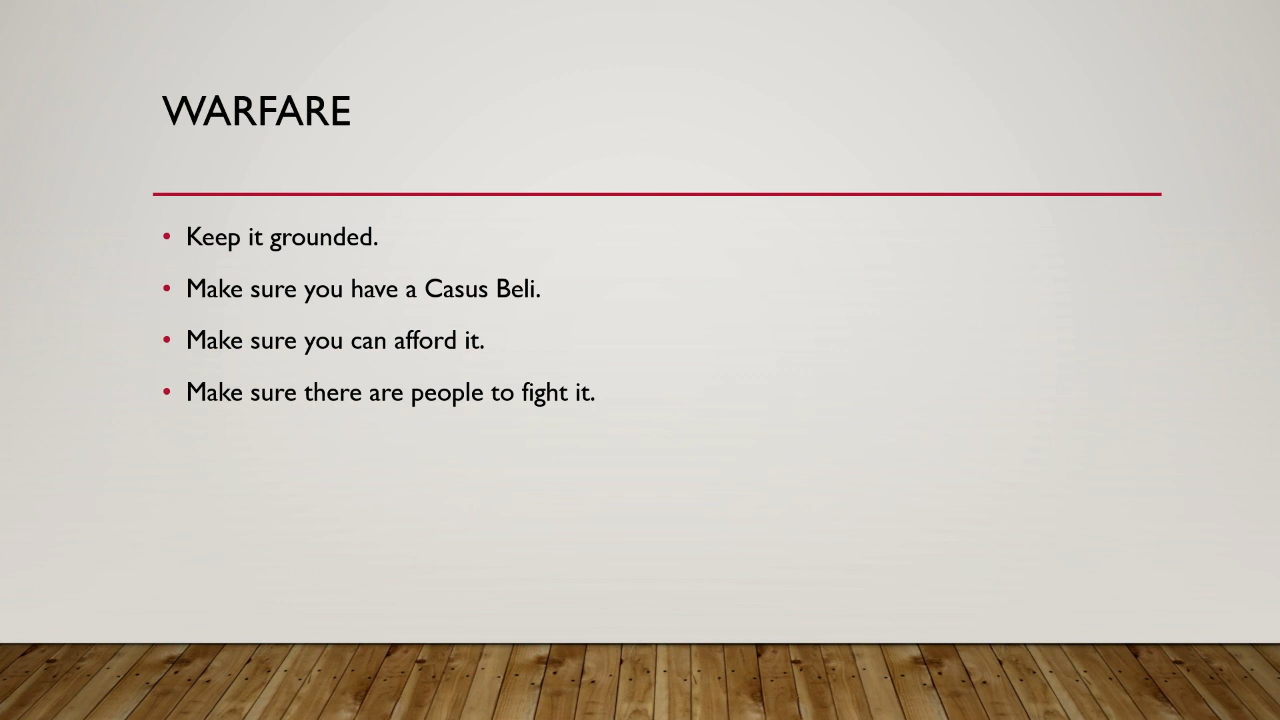 WARFARE
• Keep it grounded.
• Make sure you have a Casus Beli.
• Make sure you can afford it.
• Make sure there are people to fight it.